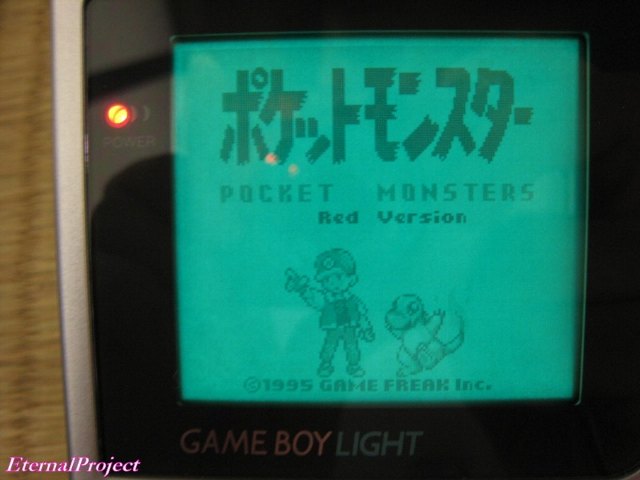 ポケットモンスター
POCKET MONSTERS
Red Version
POWER
©1995 GAME FREAK Inc.
GAME BOY LIGHT
EternalProject